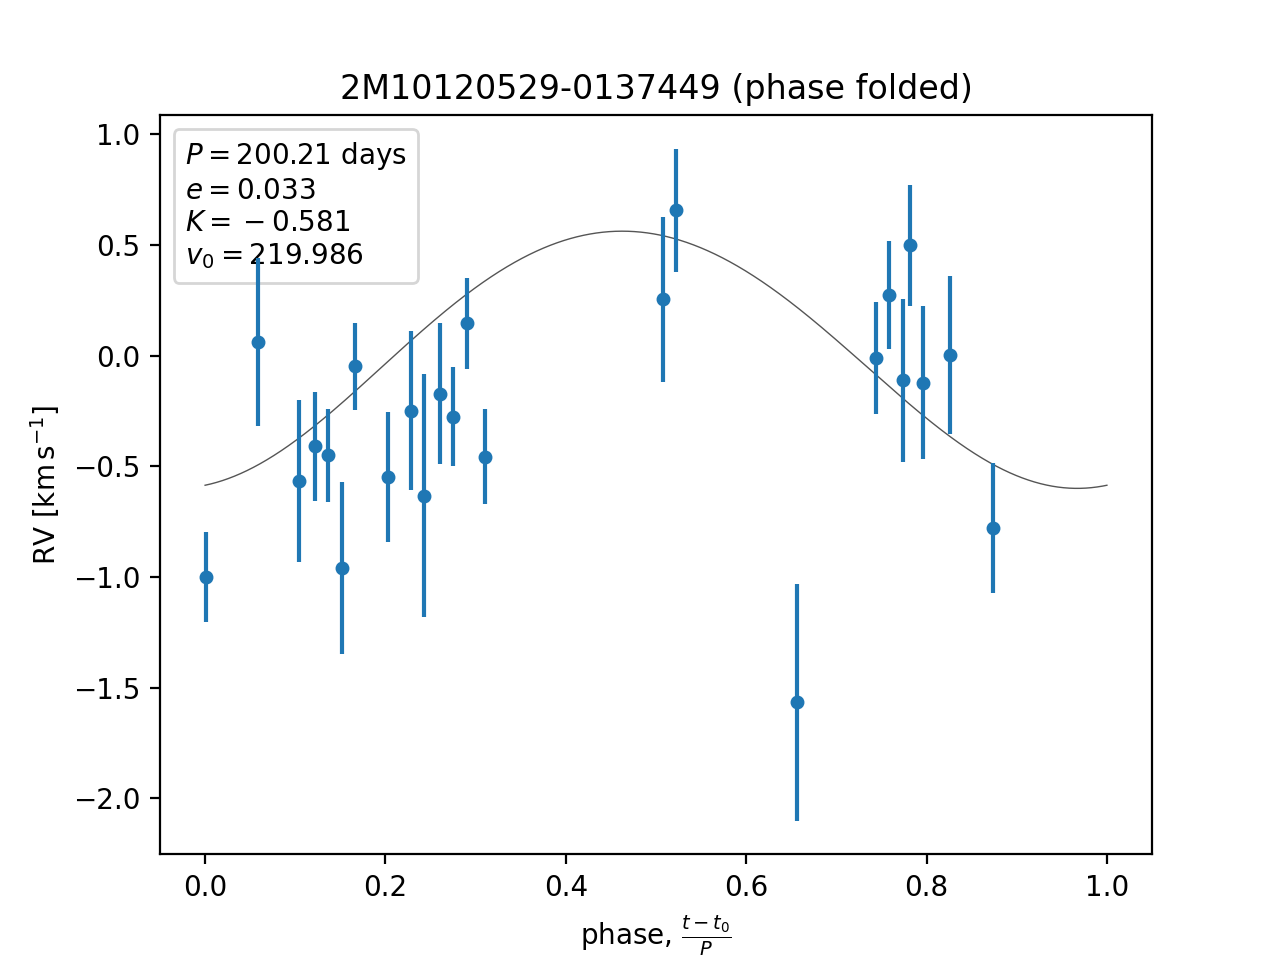 2M10120529-0137449 (phase folded)
P = 200.21 days
e = 0.033
K = −0.581
v₀ = 219.986
1.0
0.5
0.0
−0.5
−1.0
−1.5
−2.0
RV [km s⁻¹]
0.0 0.2 0.4 0.6 0.8 1.0
phase, (t − t₀)/P